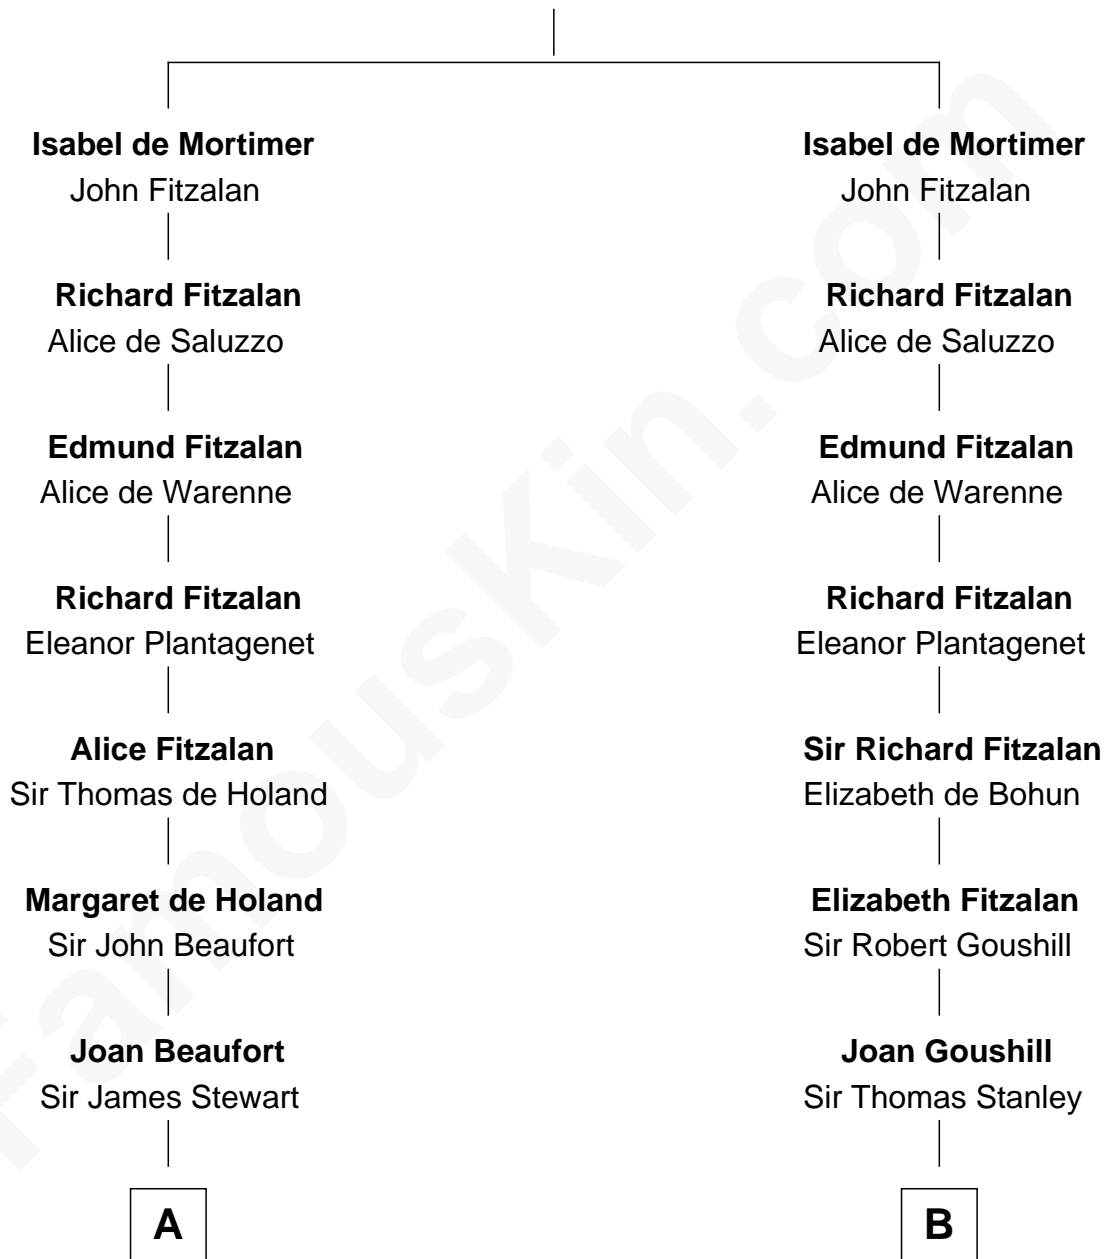 Isabel de Mortimer
John Fitzalan
Richard Fitzalan
Alice de Saluzzo
Edmund Fitzalan
Alice de Warenne
Richard Fitzalan
Eleanor Plantagenet
Alice Fitzalan
Sir Thomas de Holand
Margaret de Holand
Sir John Beaufort
Joan Beaufort
Sir James Stewart
A
Isabel de Mortimer
John Fitzalan
Richard Fitzalan
Alice de Saluzzo
Edmund Fitzalan
Alice de Warenne
Richard Fitzalan
Eleanor Plantagenet
Sir Richard Fitzalan
Elizabeth de Bohun
Elizabeth Fitzalan
Sir Robert Goushill
Joan Goushill
Sir Thomas Stanley
B
FamousKin.com